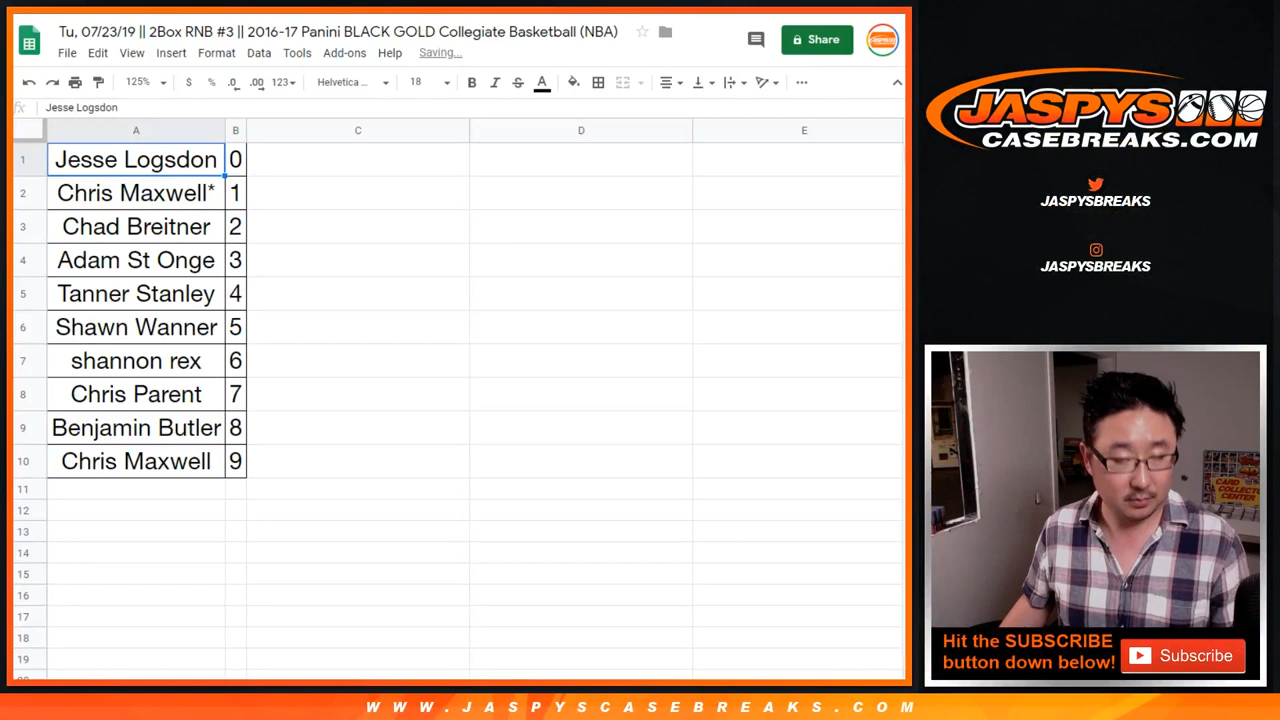 Tu, 07/23/19 || 2Box RNB #3 || 2016-17 Panini BLACK GOLD Collegiate Basketball (NBA)
File Edit View Format Data Tools Add-ons Help Saving...
Share
125% $ % .0 .00 123 Helvetica ... 18 B I S A
fx Jesse Logsdon
A B C D E
1 Jesse Logsdon 0
2 Chris Maxwell* 1
3 Chad Breitner 2
4 Adam St Onge 3
5 Tanner Stanley 4
6 Shawn Wanner 5
7 shannon rex 6
8 Chris Parent 7
9 Benjamin Butler 8
10 Chris Maxwell 9
11
12
13
14
15
16
17
18
19
JASPYS
CASEBREAKS.COM
JASPYSBREAKS
JASPYSBREAKS
CARD
COLLECTOR
CENTER
Hit the SUBSCRIBE
button down below!
Subscribe
WWW.JASPYSCASEBREAKS.COM